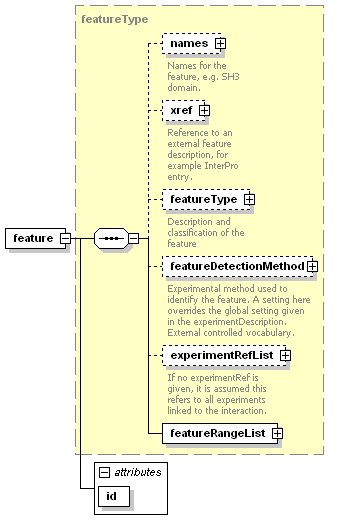 featureType
names
Names for the
feature, e.g. SH3
domain.
xref
Reference to an
external feature
description, for
example InterPro
entry.
featureType
Description and
classification of the
feature
feature
featureDetectionMethod
Experimental method used to
identify the feature. A setting here
overrides the global setting given
in the experimentDescription.
External controlled vocabulary.
experimentRefList
If no experimentRef is
given, it is assumed this
refers to all experiments
linked to the interaction.
featureRangeList
attributes
id